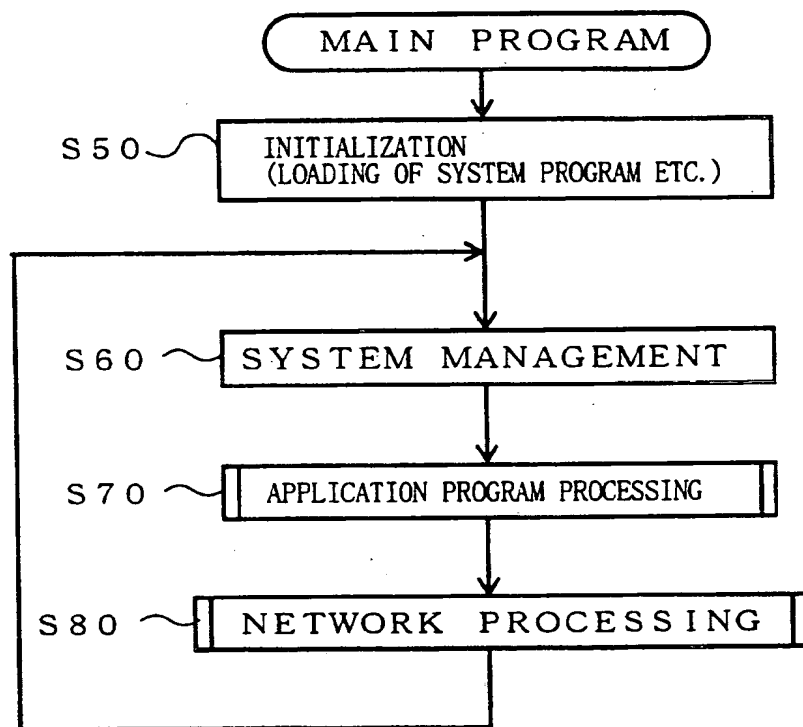 MAIN PROGRAM
S50
INITIALIZATION
(LOADING OF SYSTEM PROGRAM ETC.)
S60
SYSTEM MANAGEMENT
S70
APPLICATION PROGRAM PROCESSING
S80
NETWORK PROCESSING